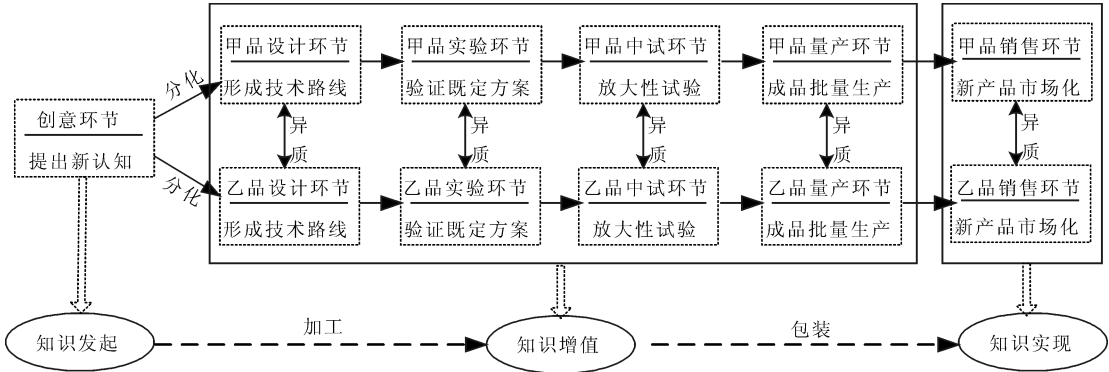 甲品设计环节
形成技术路线
甲品实验环节
验证既定方案
甲品中试环节
放大性试验
甲品量产环节
成品批量生产
甲品销售环节
新产品市场化
分化
创意环节
提出新认知
分化
异
质
异
质
异
质
异
质
异
质
乙品设计环节
形成技术路线
乙品实验环节
验证既定方案
乙品中试环节
放大性试验
乙品量产环节
成品批量生产
乙品销售环节
新产品市场化
知识发起
加工
知识增值
包装
知识实现